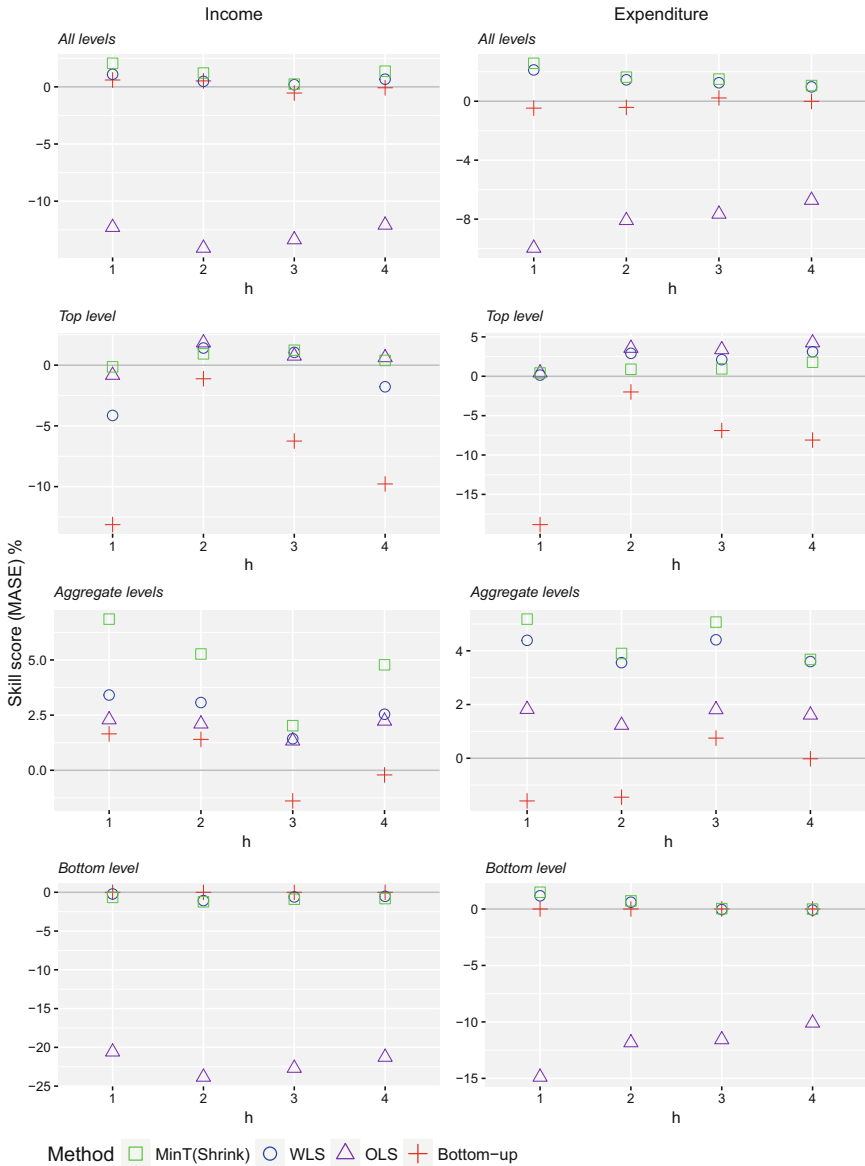 Income
Expenditure
All levels
0
−5
−10
1 2 3 4
h
All levels
0
−4
−8
1 2 3 4
h
Top level
0
−5
−10
1 2 3 4
h
Top level
5
0
−5
−10
−15
1 2 3 4
h
Skill score (MASE) %
Aggregate levels
5.0
2.5
0.0
1 2 3 4
h
Aggregate levels
4
2
0
1 2 3 4
h
Bottom level
0
−5
−10
−15
−20
−25
1 2 3 4
h
Bottom level
0
−5
−10
−15
1 2 3 4
h
Method MinT(Shrink) WLS OLS Bottom−up